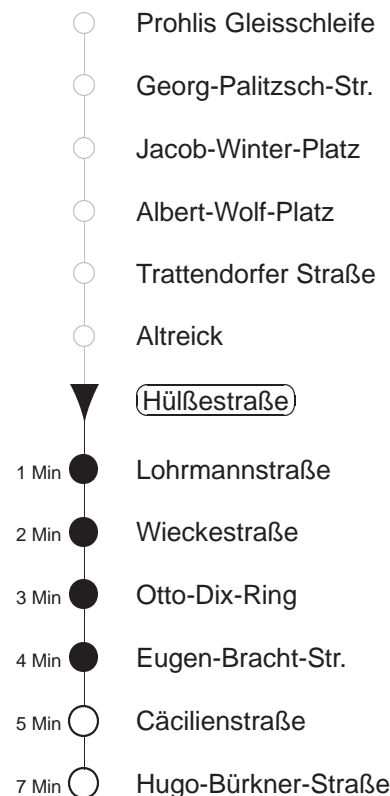 Prohlis Gleisschleife
Georg-Palitzsch-Str.
Jacob-Winter-Platz
Albert-Wolf-Platz
Trattendorfer Straße
Altreick
Hülßestraße
1 Min Lohrmannstraße
2 Min Wieckestraße
3 Min Otto-Dix-Ring
4 Min Eugen-Bracht-Str.
5 Min Cäcilienstraße
7 Min Hugo-Bürkner-Straße